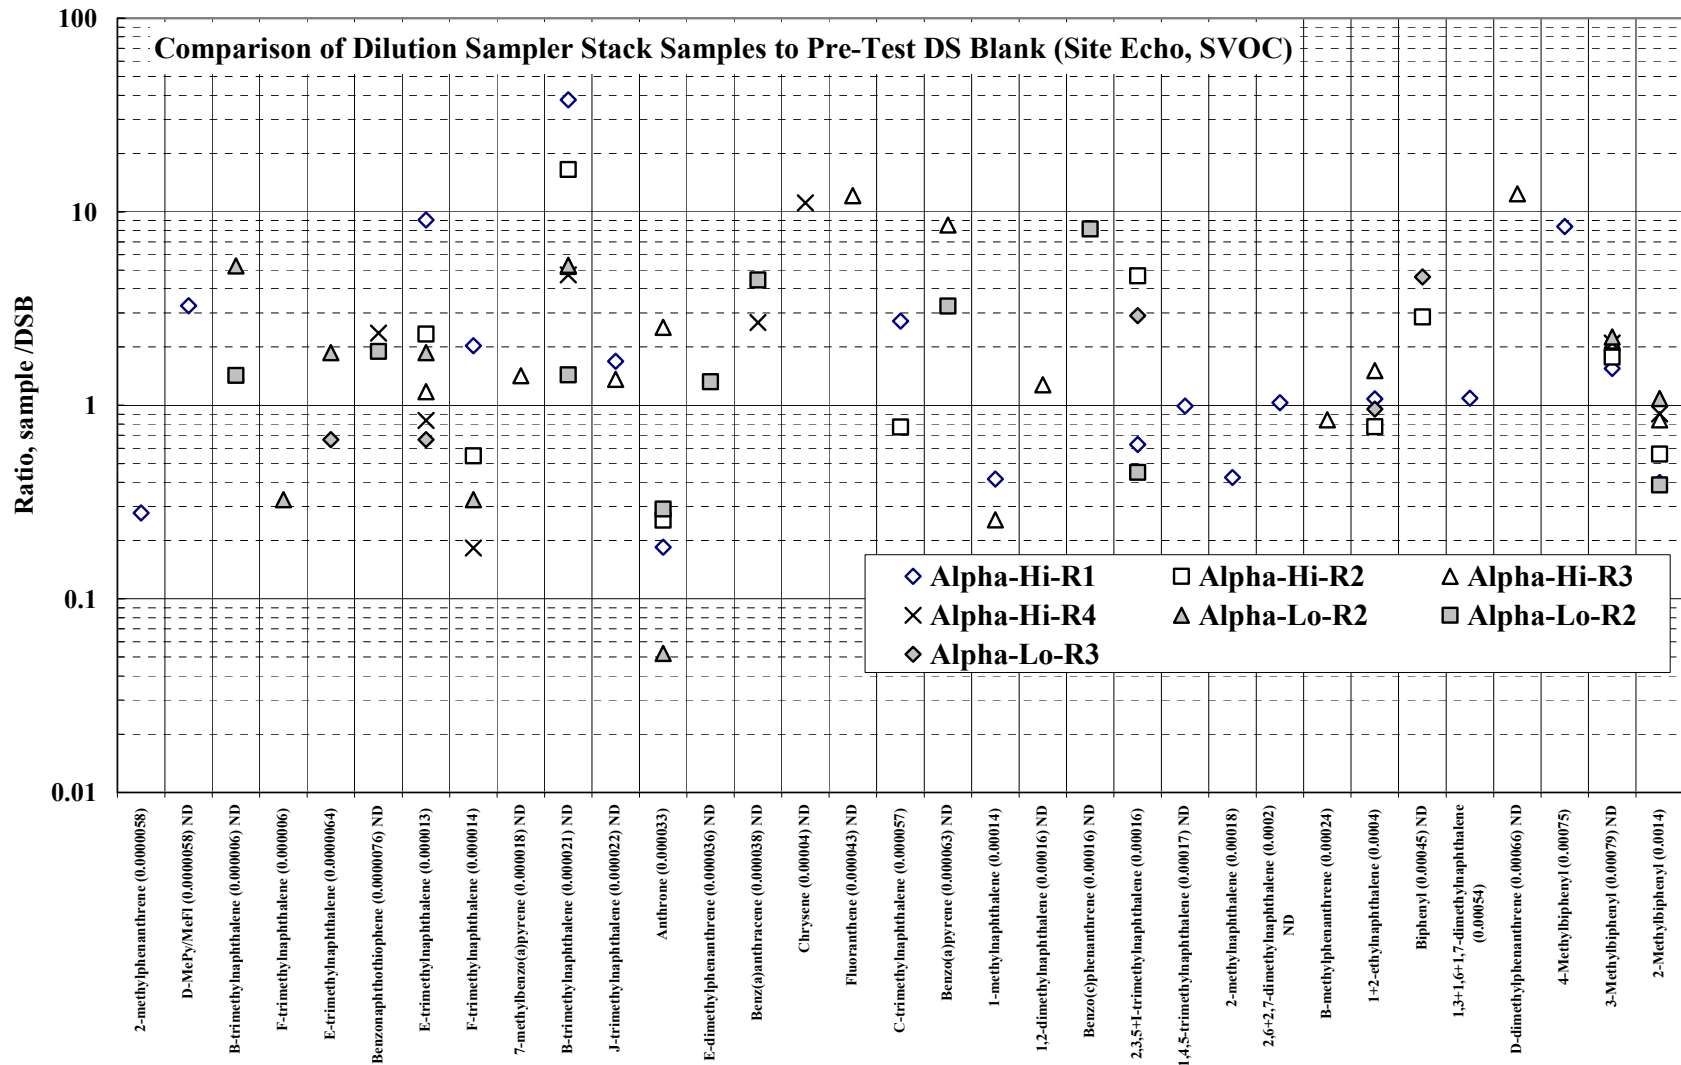 Comparison of Dilution Sampler Stack Samples to Pre-Test DS Blank (Site Echo, SVOC)
Ratio, sample /DSB
100
10
1
0.1
0.01
Alpha-Hi-R1
Alpha-Hi-R2
Alpha-Hi-R3
Alpha-Hi-R4
Alpha-Lo-R2
Alpha-Lo-R2
Alpha-Lo-R3
2-methylphenanthrene (0.0000058)
D-MePy/MeFl (0.0000058) ND
B-trimethylnaphthalene (0.000006) ND
F-trimethylnaphthalene (0.000006)
E-trimethylnaphthalene (0.0000064)
Benzonaphthothiophene (0.0000076) ND
E-trimethylnaphthalene (0.000013)
F-trimethylnaphthalene (0.000014)
7-methylbenzo(a)pyrene (0.000018) ND
B-trimethylnaphthalene (0.000021) ND
J-trimethylnaphthalene (0.000022) ND
Anthrone (0.000033)
E-dimethylphenanthrene (0.000036) ND
Benz(a)anthracene (0.000038) ND
Chrysene (0.00004) ND
Fluoranthene (0.000043) ND
C-trimethylnaphthalene (0.000057)
Benzo(a)pyrene (0.000063) ND
1-methylnaphthalene (0.00014)
1,2-dimethylnaphthalene (0.00016) ND
Benzo(c)phenanthrene (0.00016) ND
2,3,5+I-trimethylnaphthalene (0.00016)
1,4,5-trimethylnaphthalene (0.00017) ND
2-methylnaphthalene (0.00018)
2,6+2,7-dimethylnaphthalene (0.0002)
ND
B-methylphenanthrene (0.00024)
1+2-ethylnaphthalene (0.0004)
Biphenyl (0.00045) ND
1,3+1,6+1,7-dimethylnaphthalene
(0.00054)
D-dimethylphenanthrene (0.00066) ND
4-Methylbiphenyl (0.00075)
3-Methylbiphenyl (0.00079) ND
2-Methylbiphenyl (0.0014)